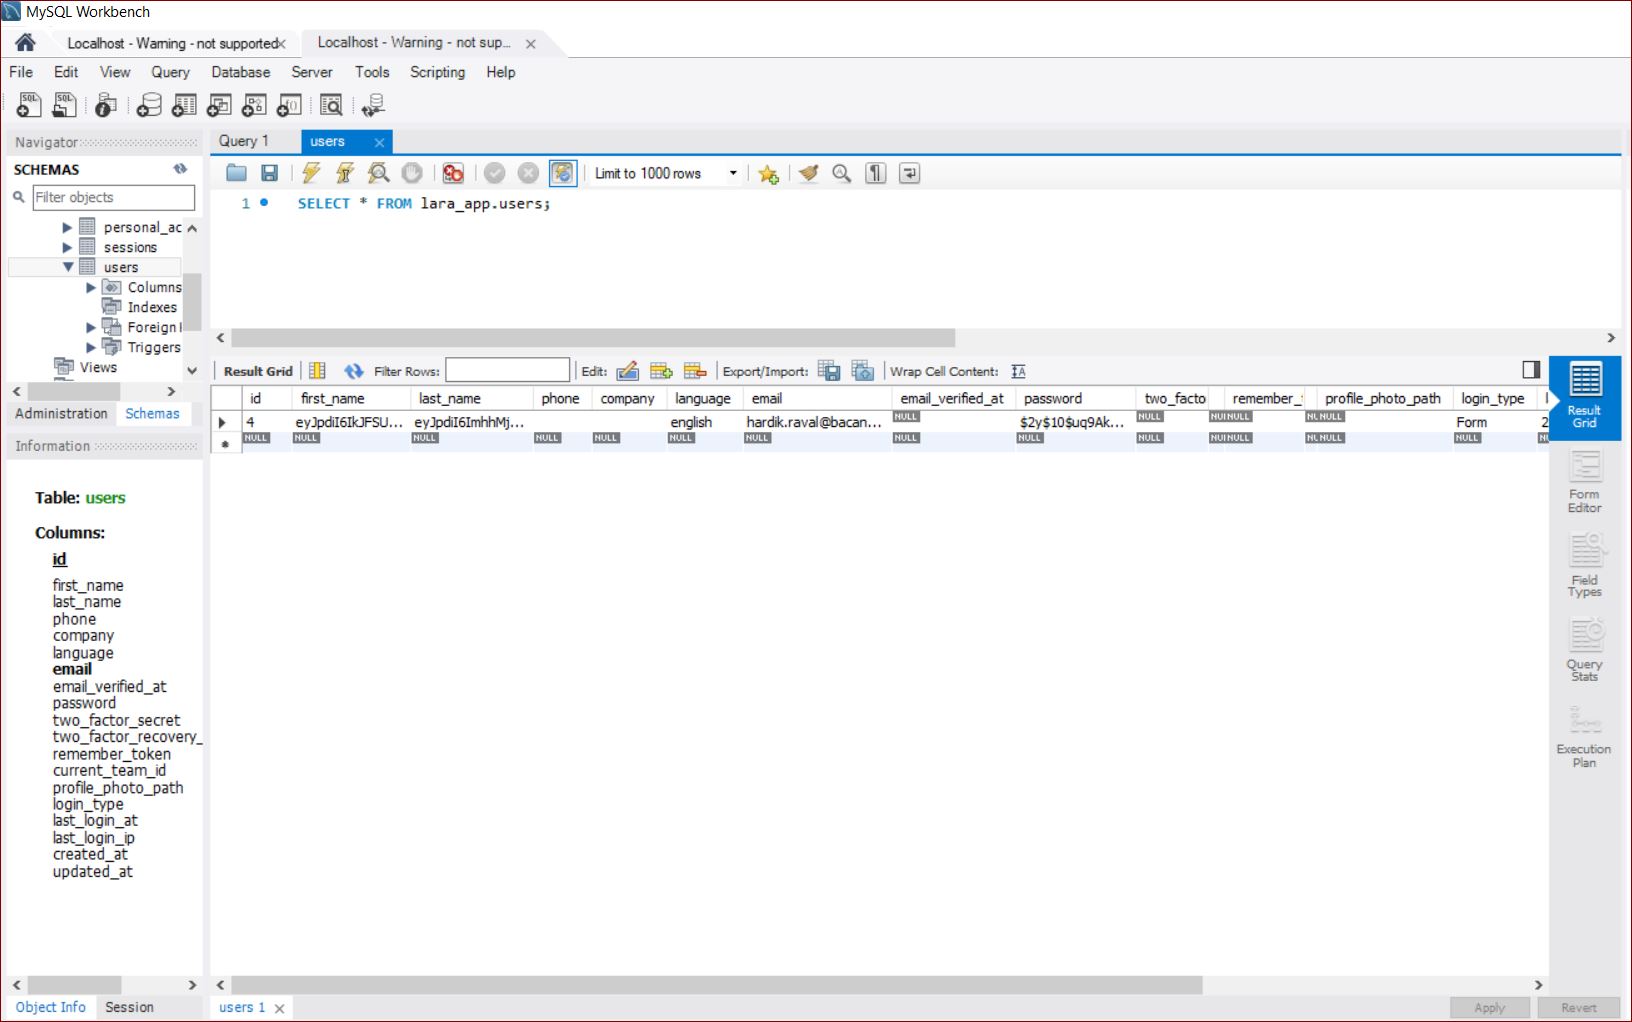 MySQL Workbench
Localhost - Warning - not supported
Localhost - Warning - not sup...
File Edit View Query Database Server Tools Scripting Help
Navigator
Query 1
users
SCHEMAS
Limit to 1000 rows
Filter objects
1 SELECT * FROM lara_app.users;
personal_ac
sessions
users
Columns
Indexes
Foreign
Triggers
Views
Result Grid Filter Rows: Edit: Export/Import: Wrap Cell Content:
id first_name last_name phone company language email email_verified_at password two_facto remember_ profile_photo_path login_type
4 eyJpdiI6IkJFSU... eyJpdiI6ImhhMj... english hardik.raval@bacan... NULL $2y$10$uq9Ak... NULL NULL NULL Form 2
NULL NULL NULL NULL NULL NULL NULL NULL NULL NULL NULL NULL NULL
Administration Schemas
Information
Table: users
Columns:
id
first_name
last_name
phone
company
language
email
email_verified_at
password
two_factor_secret
two_factor_recovery_
remember_token
current_team_id
profile_photo_path
login_type
last_login_at
last_login_ip
created_at
updated_at
Result
Grid
Form
Editor
Field
Types
Query
Stats
Execution
Plan
Object Info Session
users 1
Apply Revert